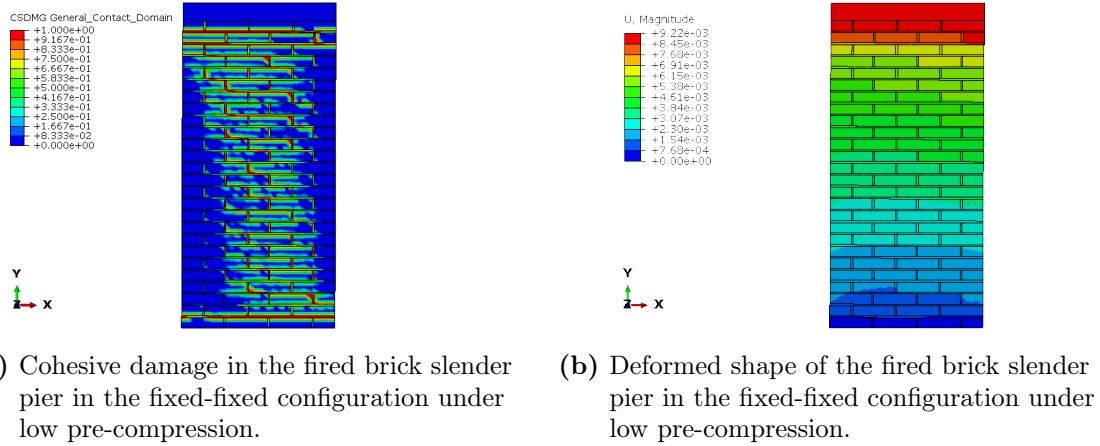 CSDMG General_Contact_Domain
+1.000e+00
+9.167e-01
+8.333e-01
+7.500e-01
+6.667e-01
+5.833e-01
+5.000e-01
+4.167e-01
+3.333e-01
+2.500e-01
+1.667e-01
+8.333e-02
+0.000e+00
Y
Z X
U, Magnitude
+9.22e-03
+8.45e-03
+7.68e-03
+6.91e-03
+6.15e-03
+5.38e-03
+4.61e-03
+3.84e-03
+3.07e-03
+2.30e-03
+1.54e-03
+7.68e-04
+0.00e+00
Y
Z X
) Cohesive damage in the fired brick slender
pier in the fixed-fixed configuration under
low pre-compression.
(b) Deformed shape of the fired brick slender
pier in the fixed-fixed configuration under
low pre-compression.